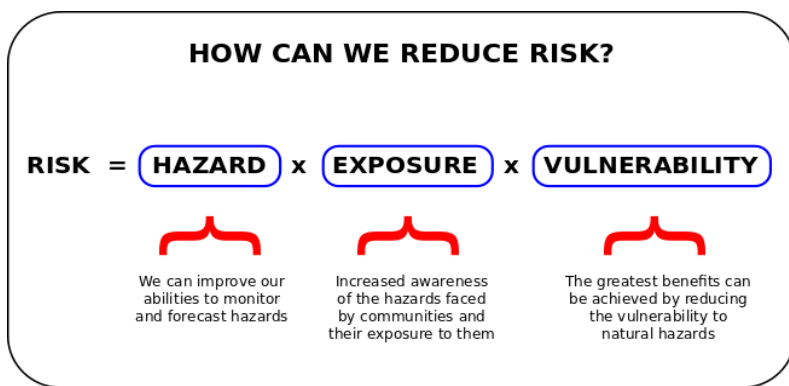 HOW CAN WE REDUCE RISK?
RISK = HAZARD x EXPOSURE x VULNERABILITY
We can improve our
abilities to monitor
and forecast hazards
Increased awareness
of the hazards faced
by communities and
their exposure to them
The greatest benefits can
be achieved by reducing
the vulnerability to
natural hazards